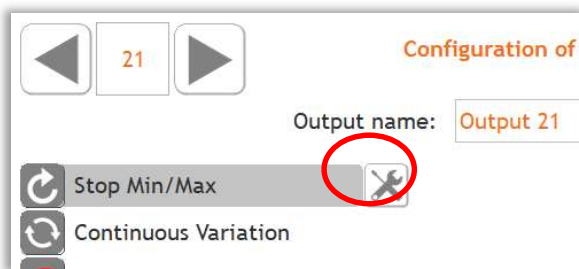 21
Configuration of
Output name: Output 21
Stop Min/Max
Continuous Variation